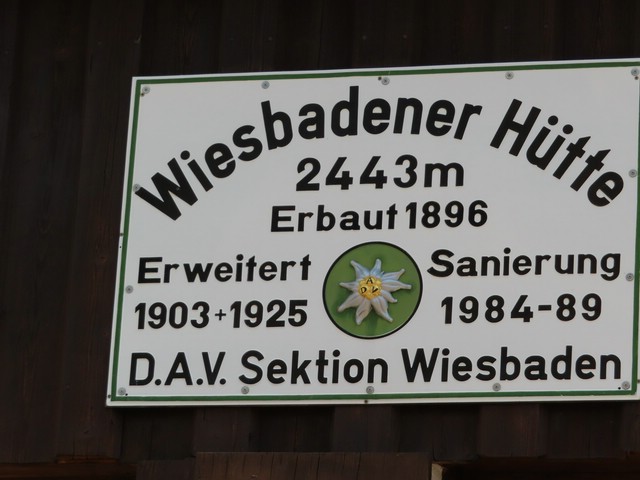 Wiesbadener Hütte
2443m
Erbaut 1896
Erweitert
1903+1925
Sanierung
1984-89
D.A.V. Sektion Wiesbaden